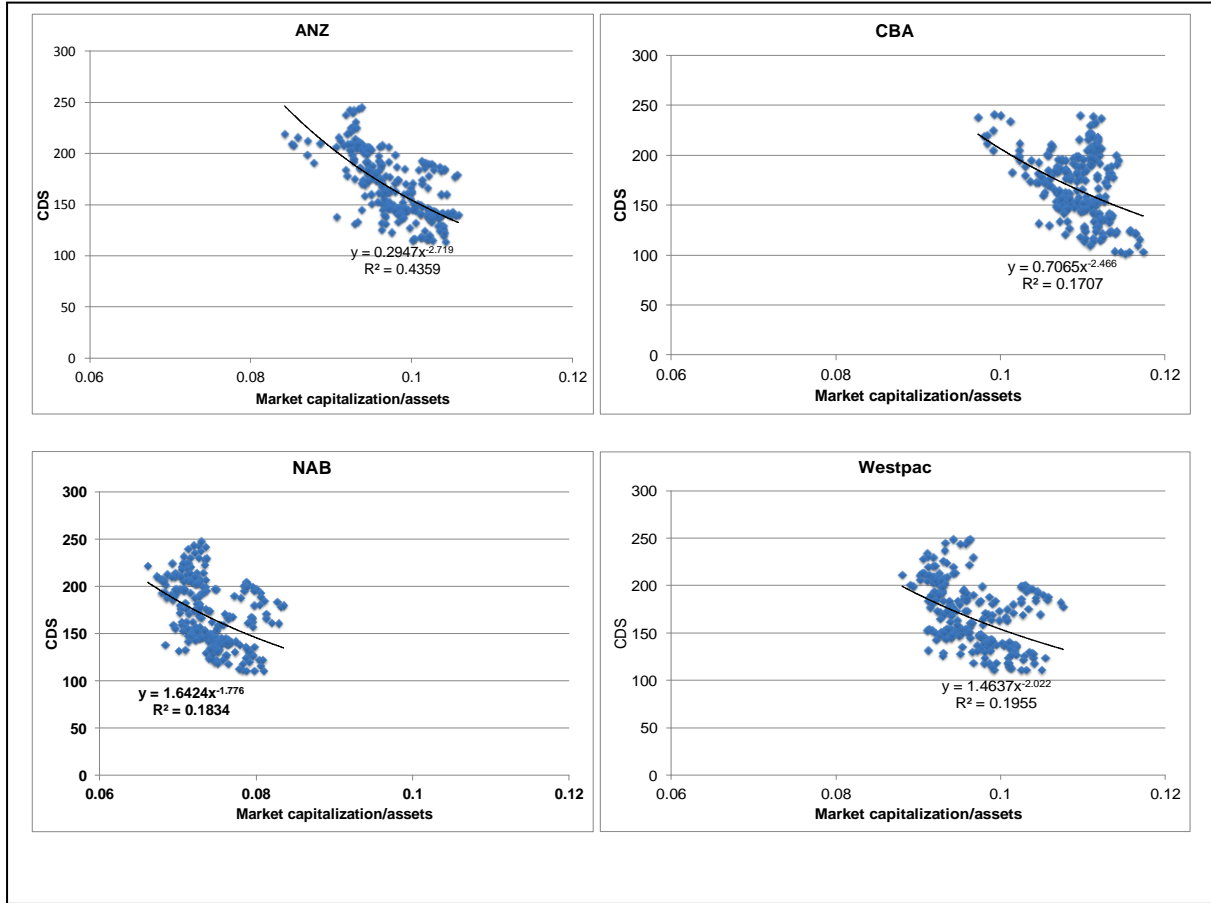 ANZ
300
250
200
150
100
50
0
CDS
0.06 0.08 0.1 0.12
Market capitalization/assets
y = 0.2947x-2.719
R² = 0.4359
CBA
300
250
200
150
100
50
0
CDS
0.06 0.08 0.1 0.12
Market capitalization/assets
y = 0.7065x-2.466
R² = 0.1707
NAB
300
250
200
150
100
50
0
CDS
0.06 0.08 0.1 0.12
Market capitalization/assets
y = 1.6424x-1.776
R² = 0.1834
Westpac
300
250
200
150
100
50
0
CDS
0.06 0.08 0.1 0.12
Market capitalization/assets
y = 1.4637x-2.022
R² = 0.1955